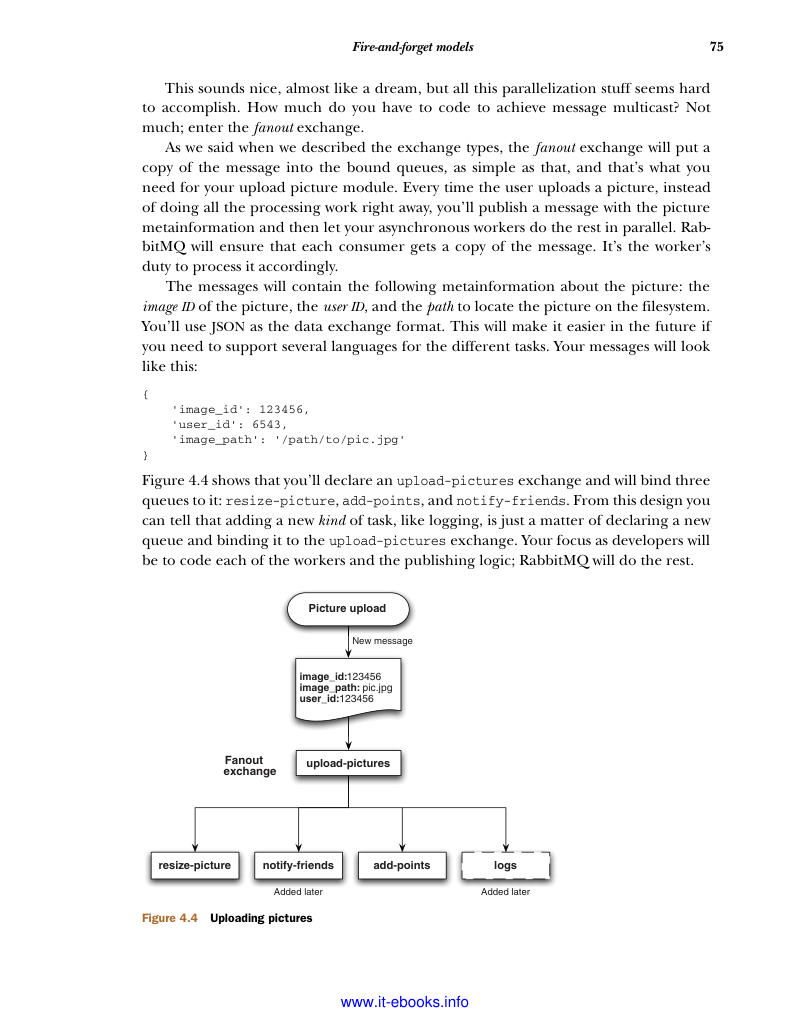 Fire-and-forget models 75
This sounds nice, almost like a dream, but all this parallelization stuff seems hard
to accomplish. How much do you have to code to achieve message multicast? Not
much; enter the fanout exchange.
As we said when we described the exchange types, the fanout exchange will put a
copy of the message into the bound queues, as simple as that, and that's what you
need for your upload picture module. Every time the user uploads a picture, instead
of doing all the processing work right away, you'll publish a message with the picture
metainformation and then let your asynchronous workers do the rest in parallel. Rab-
bitMQ will ensure that each consumer gets a copy of the message. It's the worker's
duty to process it accordingly.
The messages will contain the following metainformation about the picture: the
image ID of the picture, the user ID, and the path to locate the picture on the filesystem.
You'll use JSON as the data exchange format. This will make it easier in the future if
you need to support several languages for the different tasks. Your messages will look
like this:
{
'image_id': 123456,
'user_id': 6543,
'image_path': '/path/to/pic.jpg'
}
Figure 4.4 shows that you'll declare an upload-pictures exchange and will bind three
queues to it: resize-picture, add-points, and notify-friends. From this design you
can tell that adding a new kind of task, like logging, is just a matter of declaring a new
queue and binding it to the upload-pictures exchange. Your focus as developers will
be to code each of the workers and the publishing logic; RabbitMQ will do the rest.
Picture upload
New message
image_id:123456
image_path: pic.jpg
user_id:123456
Fanout
exchange
upload-pictures
resize-picture notify-friends add-points logs
Added later Added later
Figure 4.4 Uploading pictures
www.it-ebooks.info